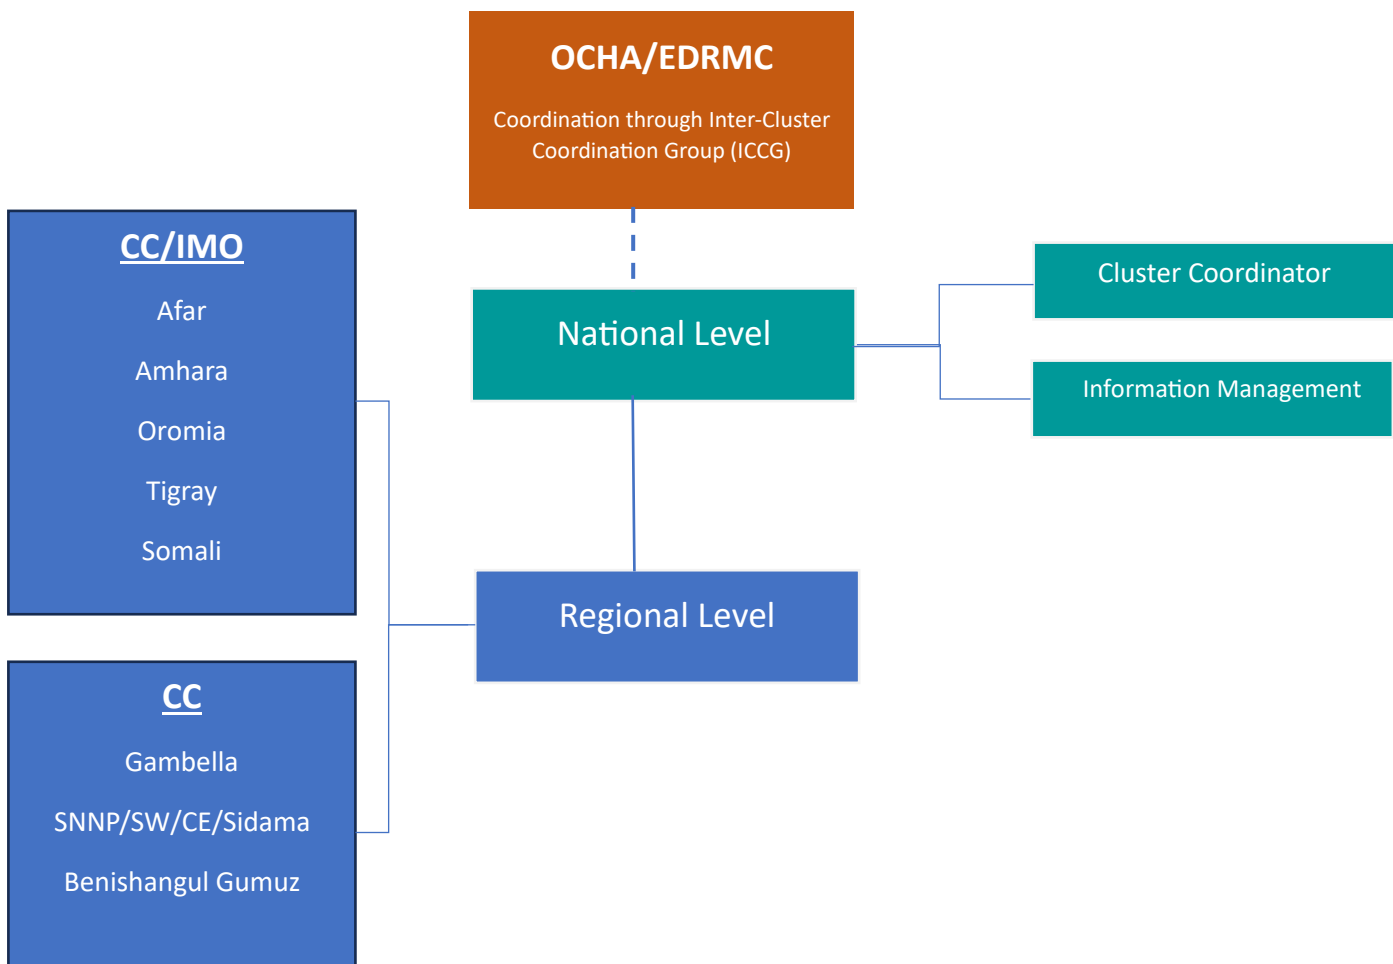 OCHA/EDRMC
Coordination through Inter-Cluster
Coordination Group (ICCG)
CC/IMO
Afar
Amhara
Oromia
Tigray
Somali
National Level
Cluster Coordinator
Information Management
Regional Level
CC
Gambella
SNNP/SW/CE/Sidama
Benishangul Gumuz